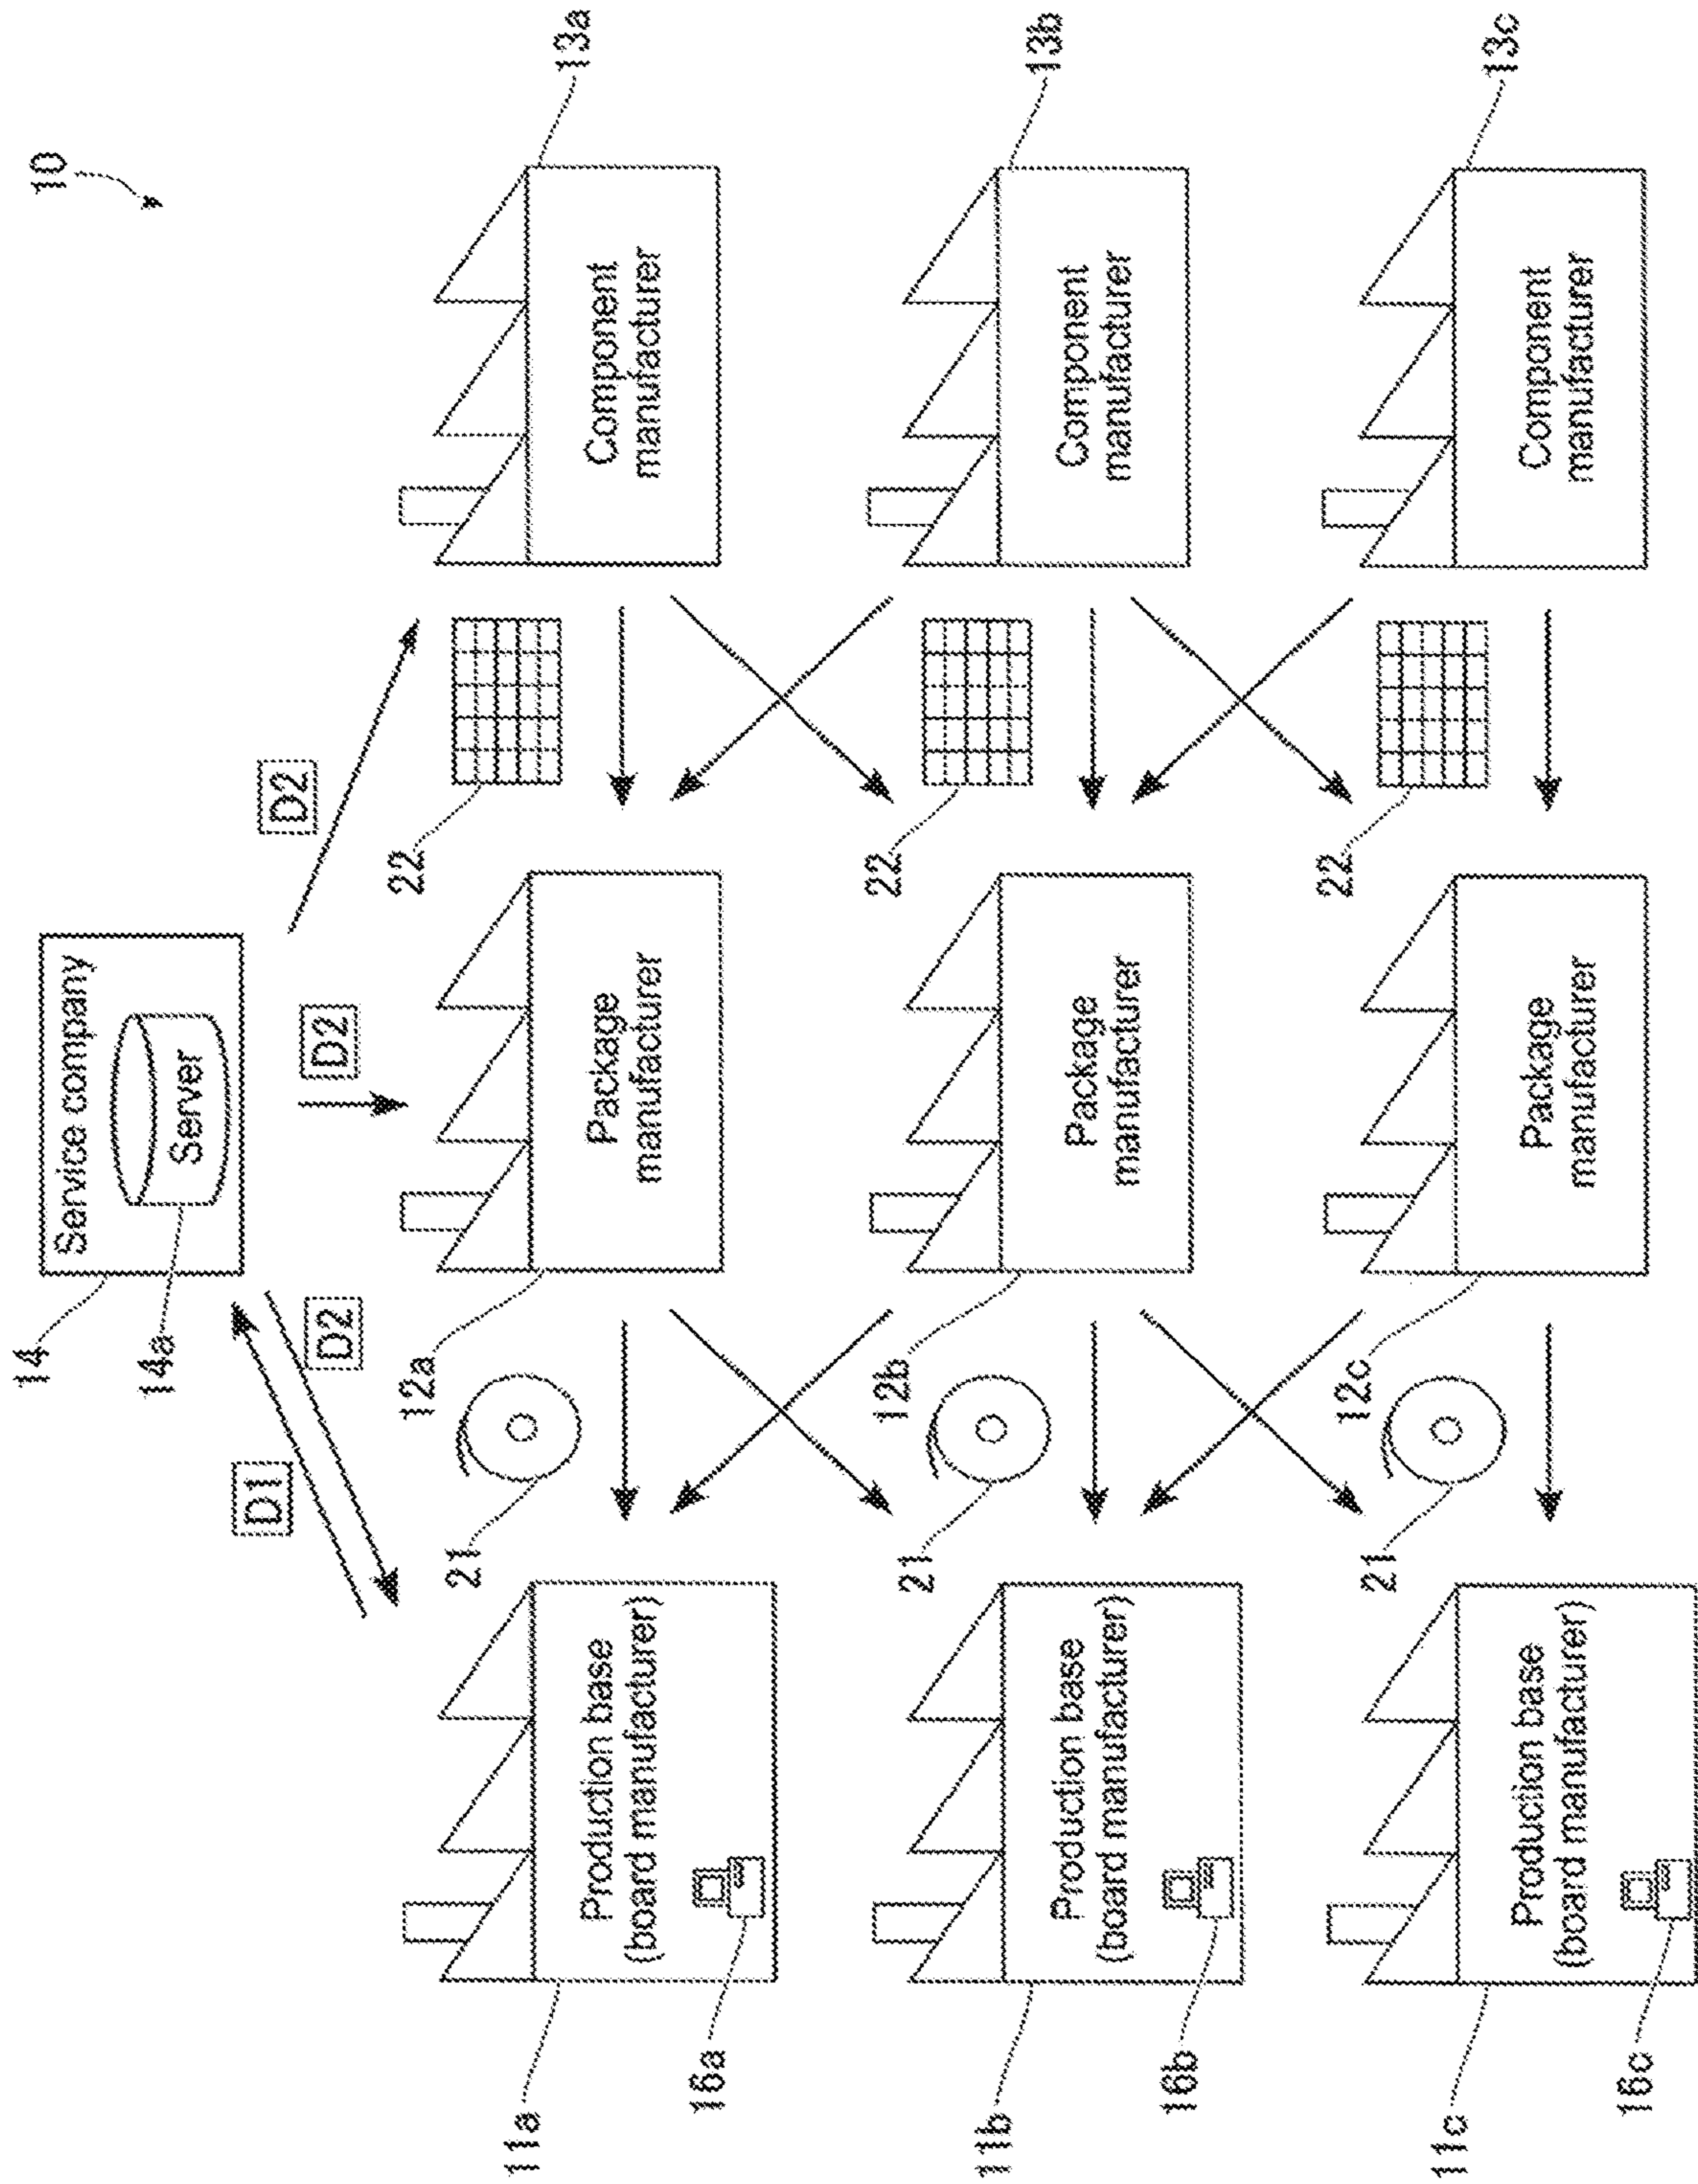 10
14
Service company
14a
Server
D1
D2
D2
D2
11a
Production base
(board manufacturer)
16a
21
12a
Package
manufacturer
22
13a
Component
manufacturer
11b
Production base
(board manufacturer)
16b
21
12b
Package
manufacturer
22
13b
Component
manufacturer
11c
Production base
(board manufacturer)
16c
21
12c
Package
manufacturer
22
13c
Component
manufacturer